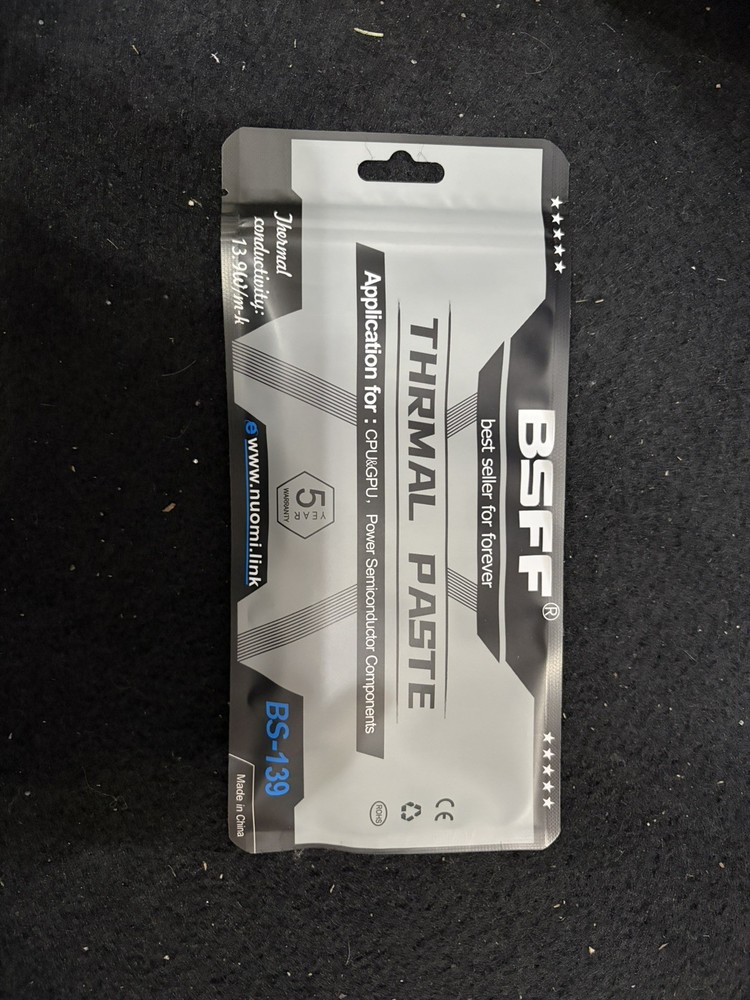 ★★★★★
★★★★★
BSFF®
best seller for forever
THRMAL PASTE
Application for : CPU&GPU, Power Semiconductor Components
CE
ROHS
5
YEAR
WARRANTY
Thermal
conductivity:
13.9W/m-k
www.nuomi.link
BS-139
Made in China